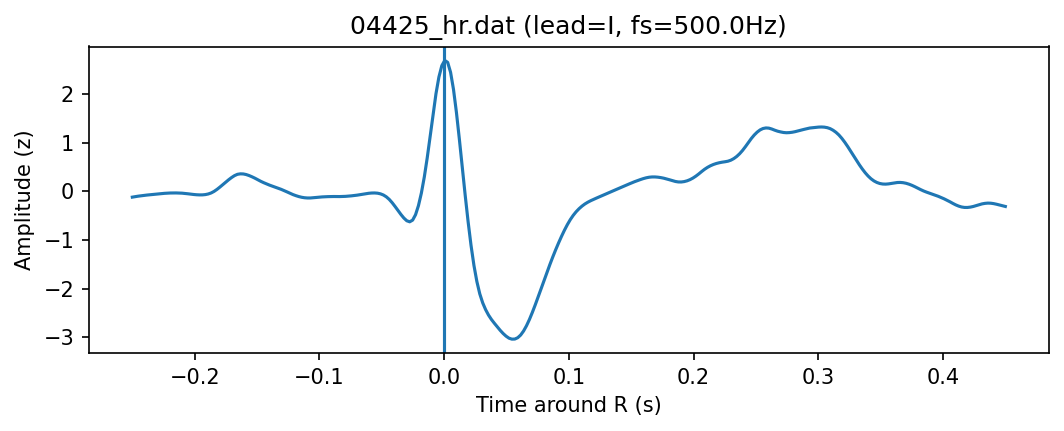 04425_hr.dat (lead=I, fs=500.0Hz)
Amplitude (z)
2
1
0
−1
−2
−3
−0.2 −0.1 0.0 0.1 0.2 0.3 0.4
Time around R (s)